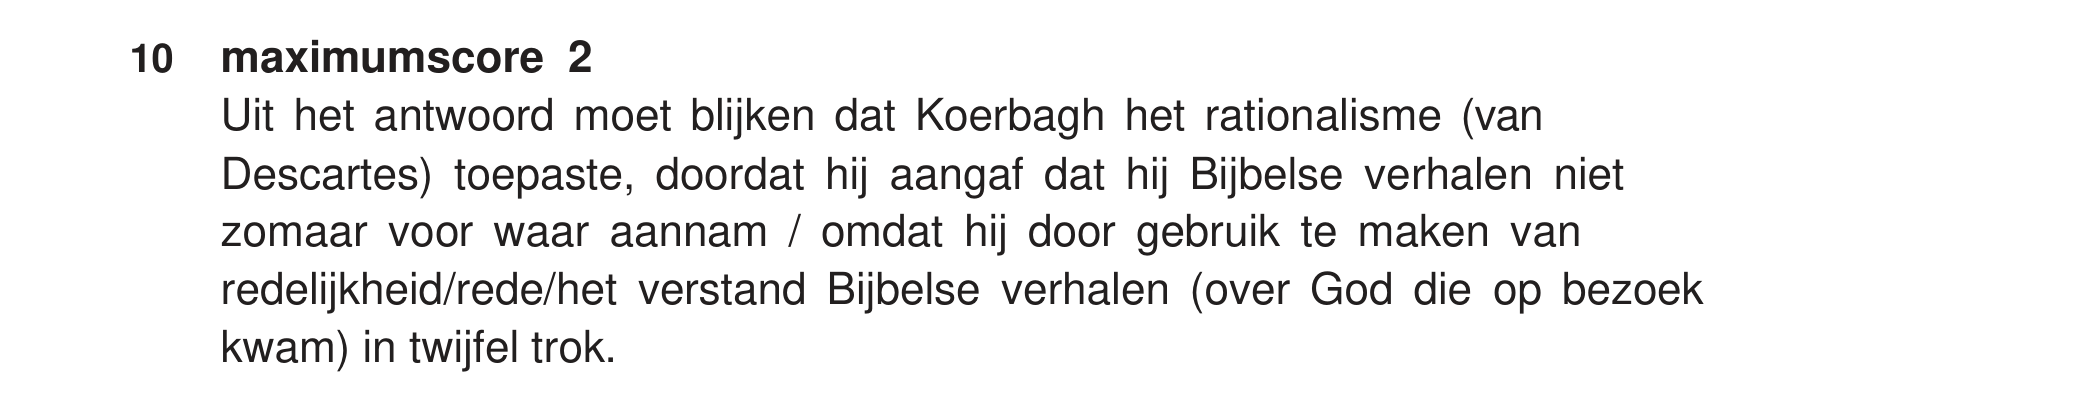 10 maximumscore 2
Uit het antwoord moet blijken dat Koerbagh het rationalisme (van
Descartes) toepaste, doordat hij aangaf dat hij Bijbelse verhalen niet
zomaar voor waar aannam / omdat hij door gebruik te maken van
redelijkheid/rede/het verstand Bijbelse verhalen (over God die op bezoek
kwam) in twijfel trok.